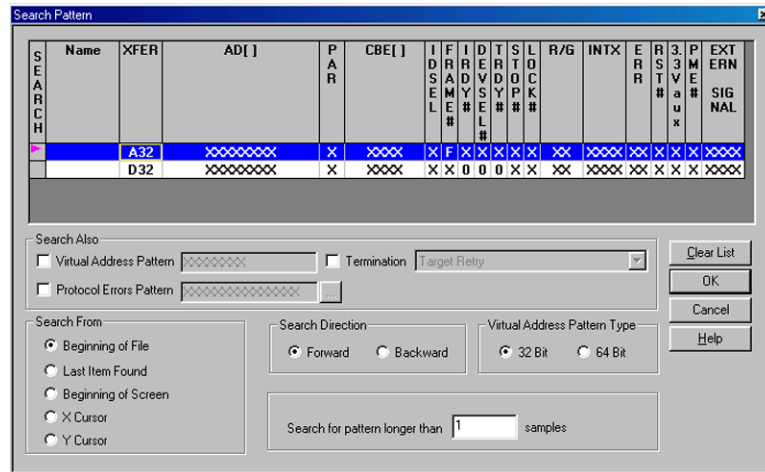 Search Pattern
SEARCH Name XFER AD[ ] PAR CBE[ ] IDSEL FRAME# IRDY# DEVSEL# TRDY# STOP# LOCK# R/G INTX ERR RST# 3.3Vaux PME# EXTERN SIGNAL
A32 XXXXXXXX X XXXX X F X X X X X XX XXXX XX X X X XXXX
D32 XXXXXXXX X XXXX X X 0 0 0 X X XX XXXX XX X X X XXXX
Search Also
Virtual Address Pattern XXXXXXXX Termination Target Retry
Protocol Errors Pattern XXXXXXXXXXXXXX ...
Clear List
OK
Cancel
Help
Search From
Beginning of File
Last Item Found
Beginning of Screen
X Cursor
Y Cursor
Search Direction
Forward Backward
Virtual Address Pattern Type
32 Bit 64 Bit
Search for pattern longer than 1 samples